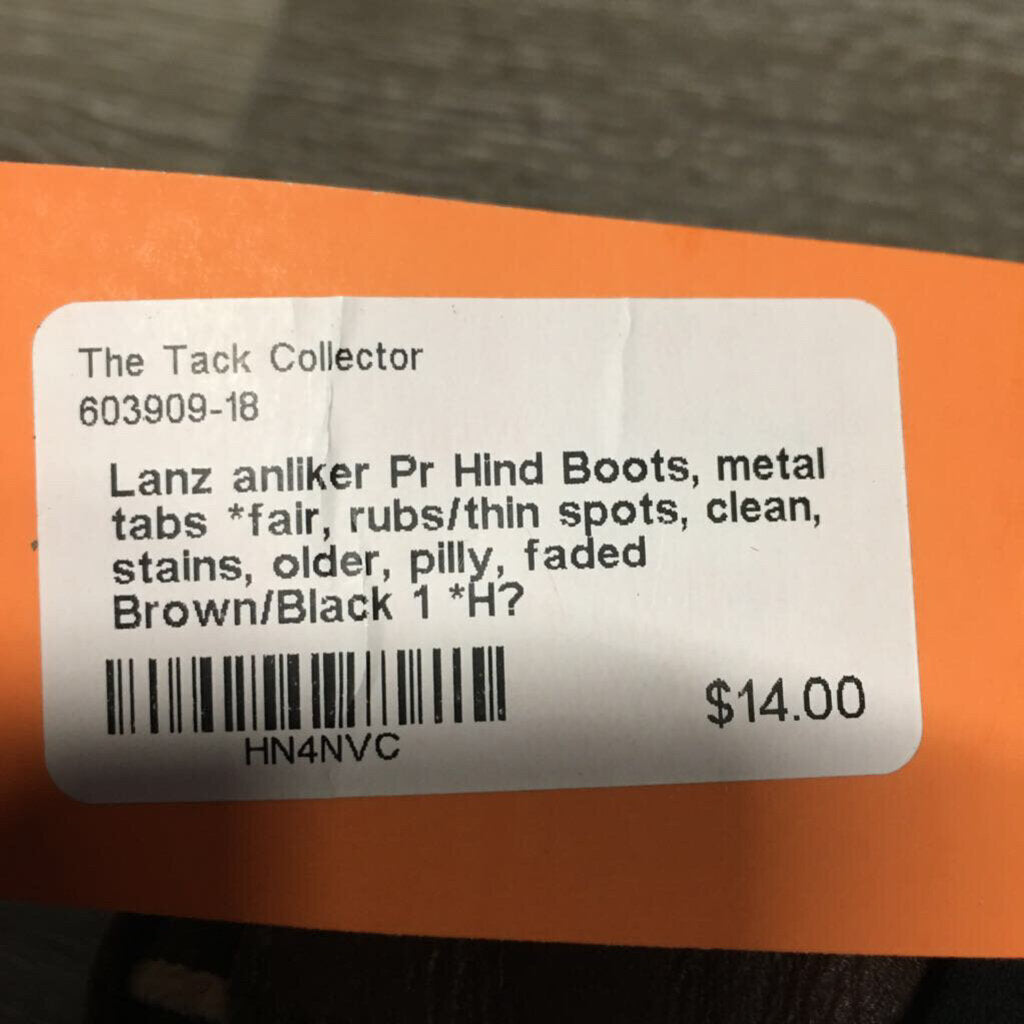 The Tack Collector
603909-18
Lanz anliker Pr Hind Boots, metal
tabs *fair, rubs/thin spots, clean,
stains, older, pilly, faded
Brown/Black 1 *H?
HN4NVC
$14.00